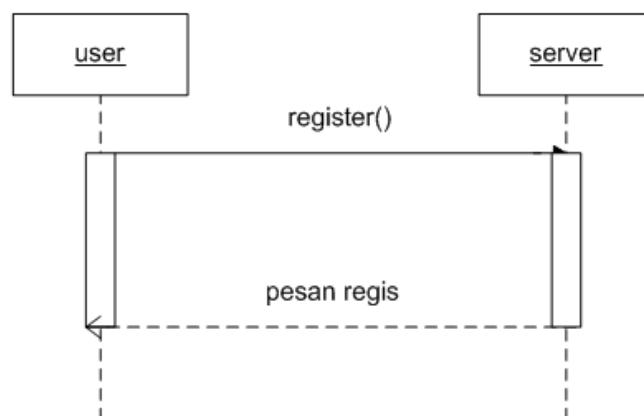 user
server
register()
pesan regis